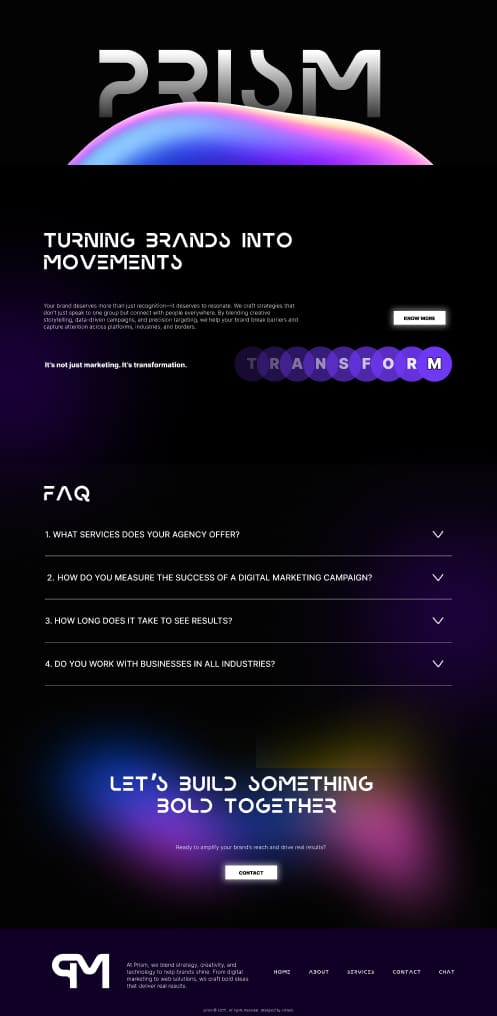 PRISM
TURNING BRANDS INTO
MOVEMENTS
Your brand deserves more than just recognition—it deserves to resonate. We craft strategies that
don't just speak to one group but connect with people everywhere. By blending creative
storytelling, data-driven campaigns, and precision targeting, we help your brand break barriers and
capture attention across platforms, industries, and borders.
KNOW MORE
It's not just marketing. It's transformation.
TRANSFORM
FAQ
1. WHAT SERVICES DOES YOUR AGENCY OFFER?
2. HOW DO YOU MEASURE THE SUCCESS OF A DIGITAL MARKETING CAMPAIGN?
3. HOW LONG DOES IT TAKE TO SEE RESULTS?
4. DO YOU WORK WITH BUSINESSES IN ALL INDUSTRIES?
LET'S BUILD SOMETHING
BOLD TOGETHER
Ready to amplify your brand's reach and drive real results?
CONTACT
PM
At Prism, we blend strategy, creativity, and
technology to help brands shine. From digital
marketing to web solutions, we craft bold ideas
that deliver real results.
HOME ABOUT SERVICES CONTACT CHAT